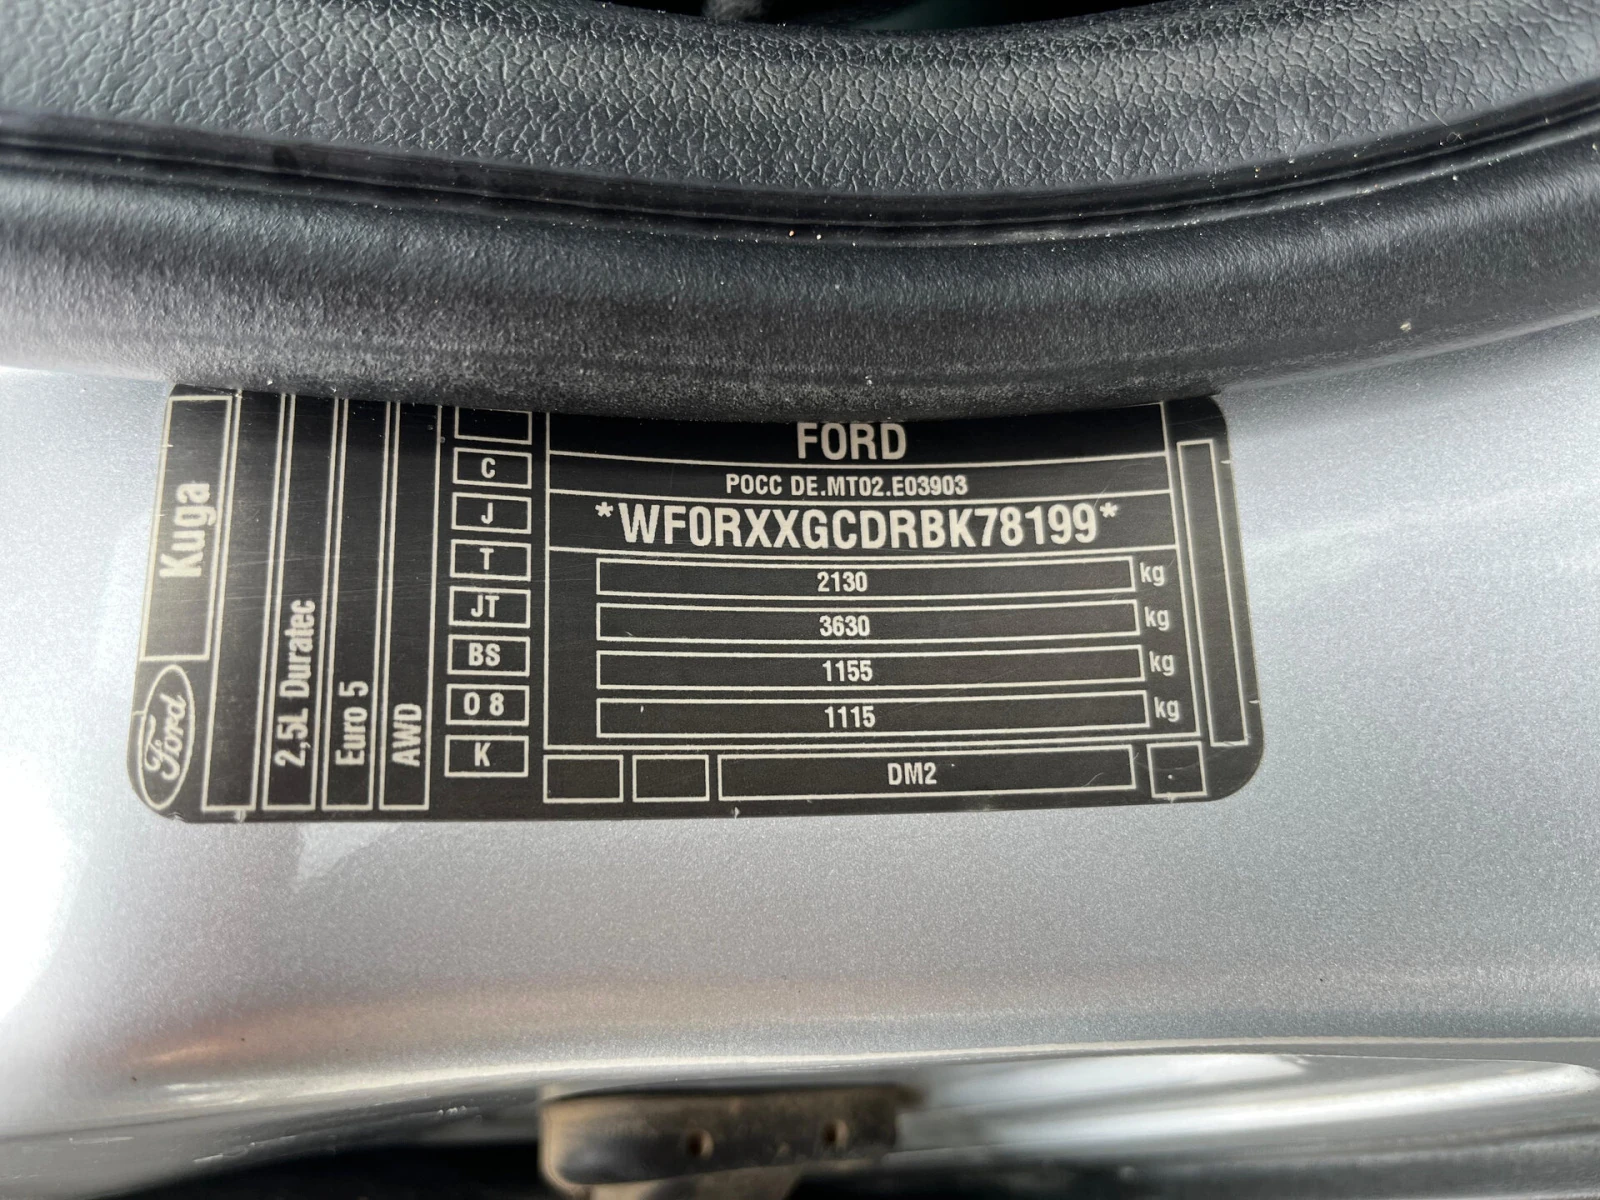 Ford
Kuga
2,5L Duratec
Euro 5
AWD
C
J
T
JT
BS
0 8
K
FORD
РОСС DE.MT02.E03903
*WF0RXXGCDRBK78199*
2130 kg
3630 kg
1155 kg
1115 kg
DM2